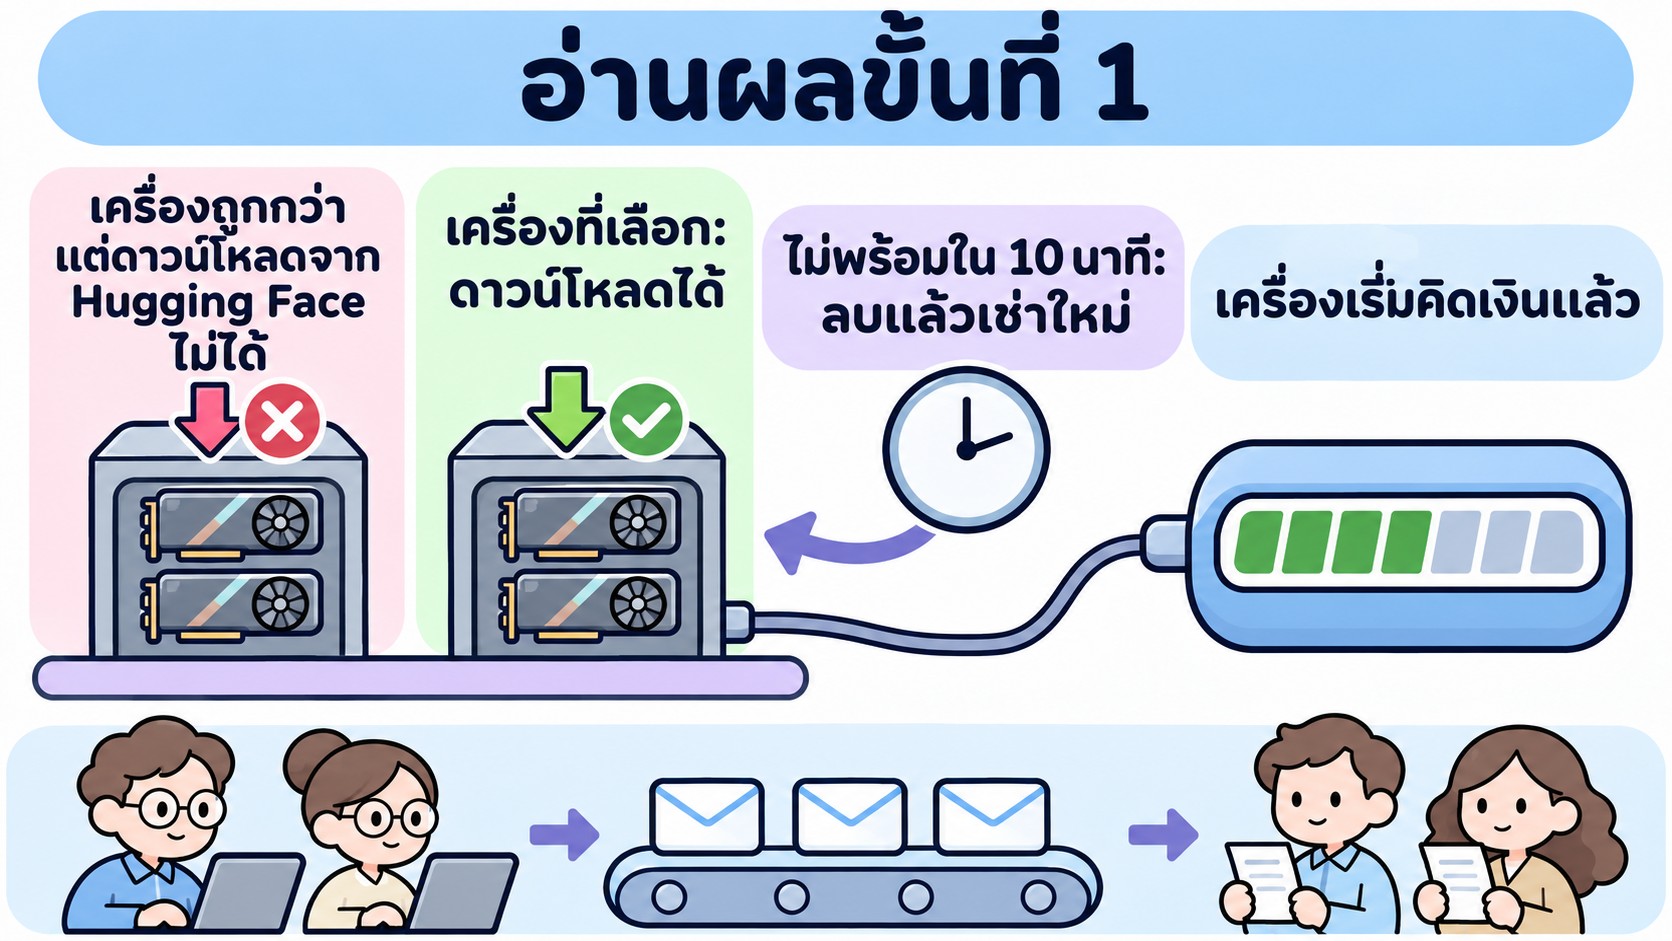 อ่านผลขั้นที่ 1
เครื่องถูกกว่า
แต่ดาวน์โหลดจาก
Hugging Face
ไม่ได้
เครื่องที่เลือก:
ดาวน์โหลดได้
ไม่พร้อมใน 10 นาที:
ลบแล้วเช่าใหม่
เครื่องเริ่มคิดเงินแล้ว